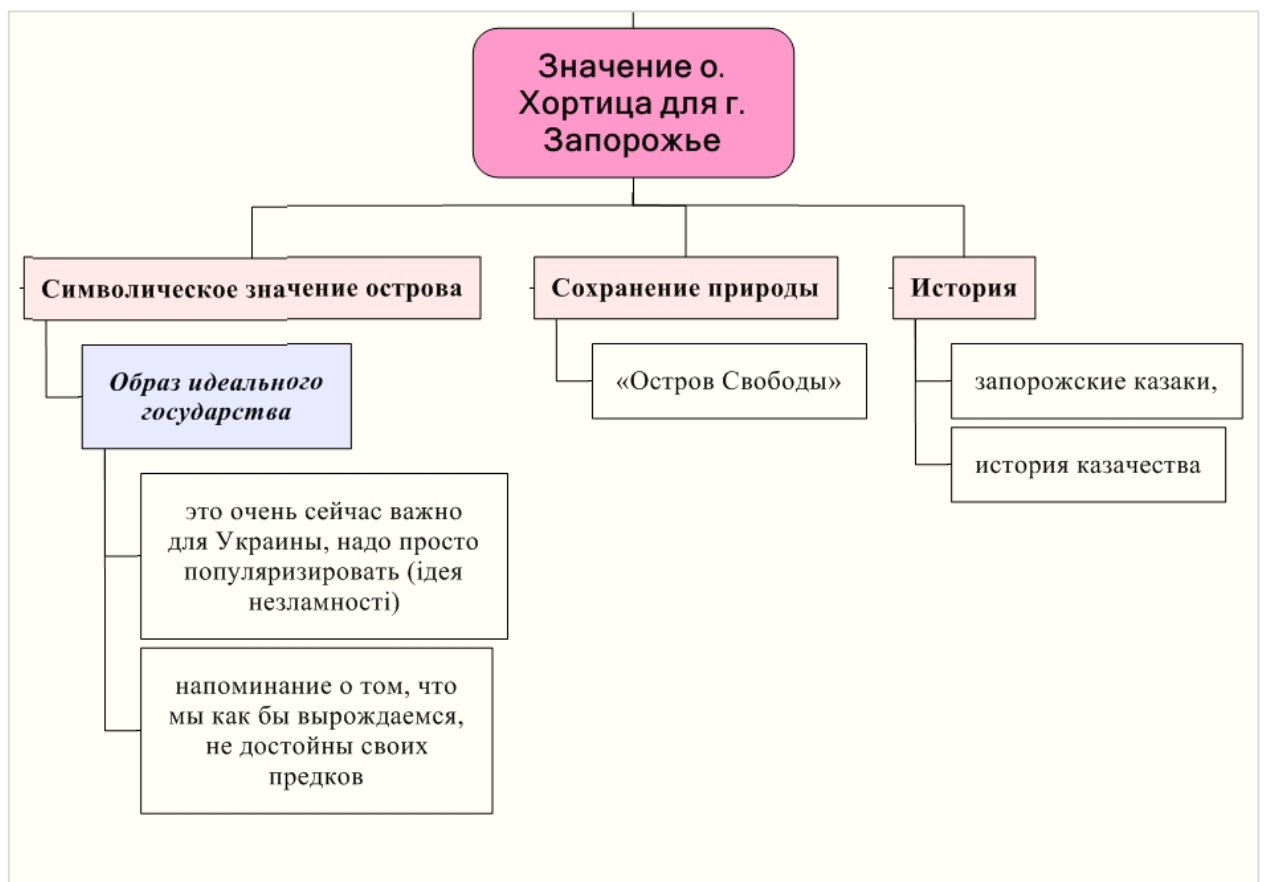 Значение о.
Хортица для г.
Запорожье
Символическое значение острова
Образ идеального
государства
это очень сейчас важно
для Украины, надо просто
популяризировать (ідея
незламності)
напоминание о том, что
мы как бы вырождаемся,
не достойны своих
предков
Сохранение природы
«Остров Свободы»
История
запорожские казаки,
история казачества